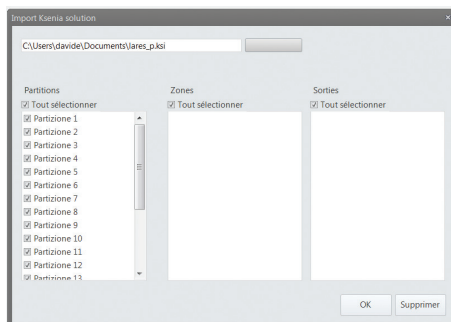 Import Ksenia solution
×
C:\Users\davide\Documents\lares_p.ksi
Partitions Zones Sorties
Tout sélectionner Tout sélectionner Tout sélectionner
Partizione 1
Partizione 2
Partizione 3
Partizione 4
Partizione 5
Partizione 6
Partizione 7
Partizione 8
Partizione 9
Partizione 10
Partizione 11
Partizione 12
Partizione 13
OK Supprimer